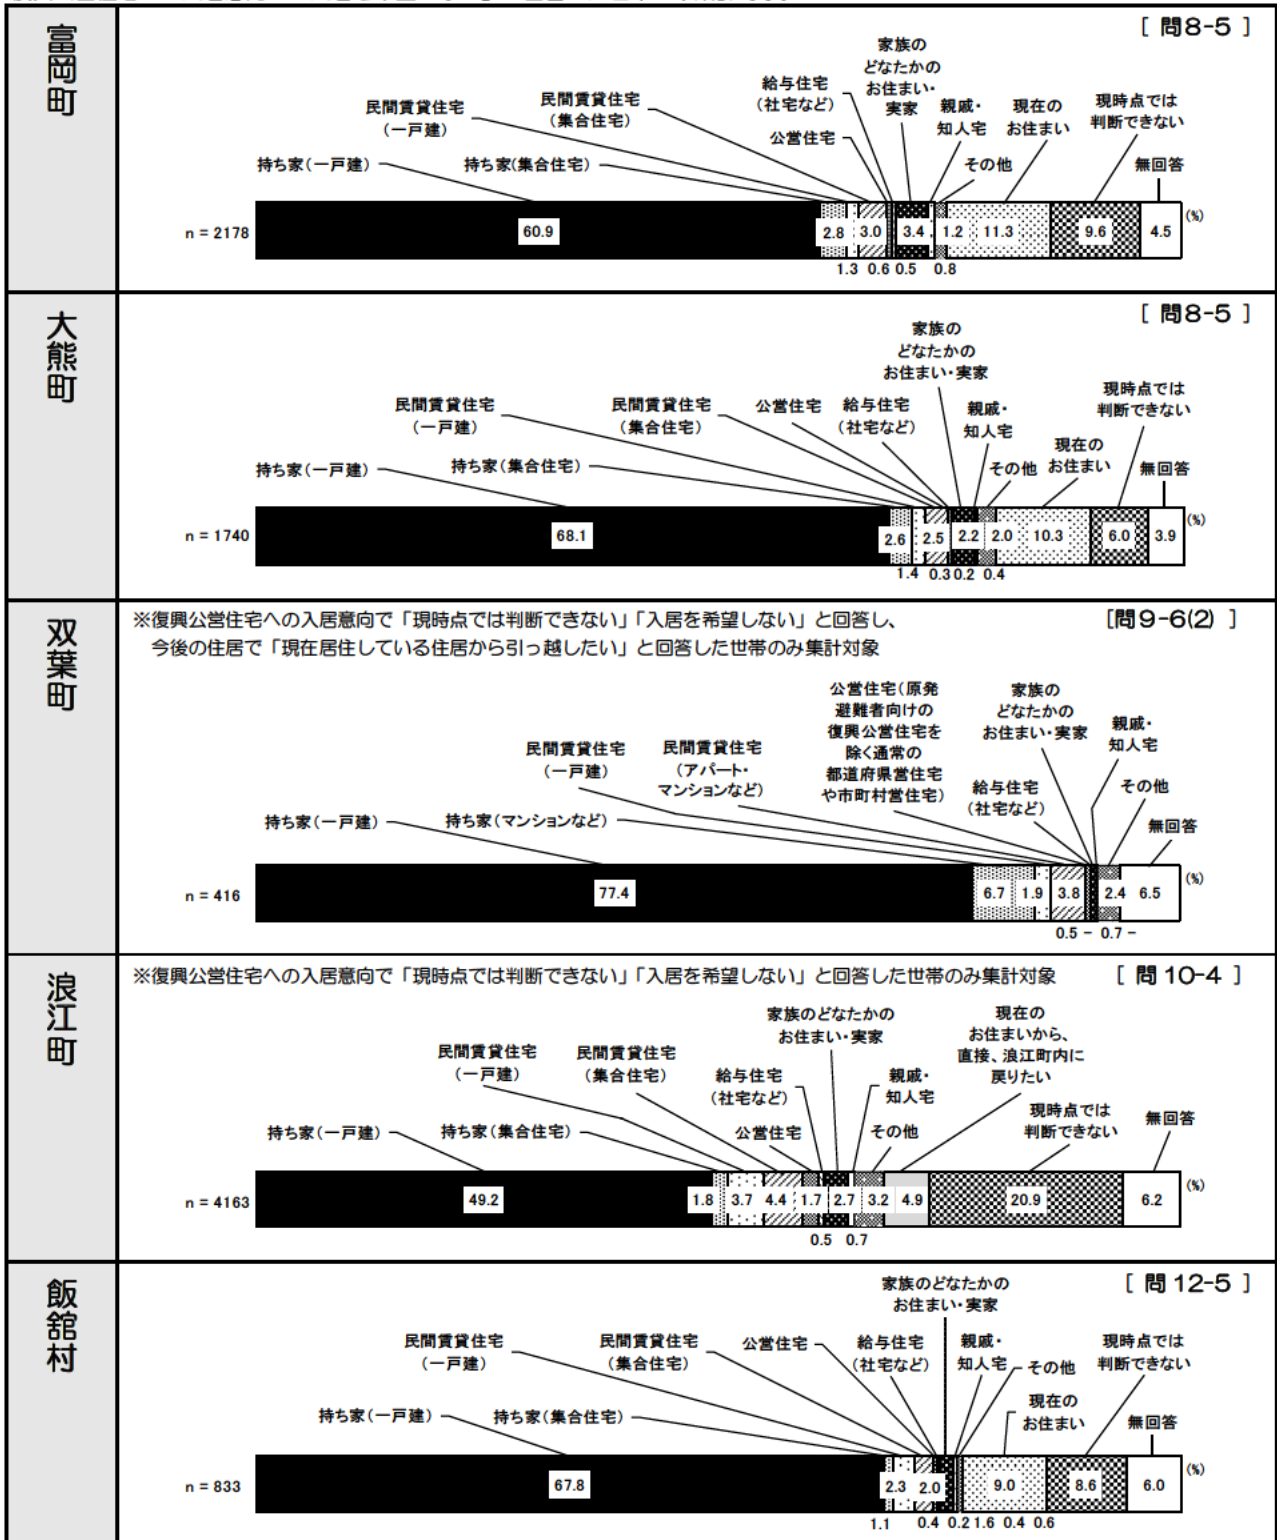 富岡町
[ 問8-5 ]
家族の
どなたかの
お住まい・
実家
給与住宅
(社宅など)
民間賃貸住宅
(集合住宅)
民間賃貸住宅
(一戸建)
親戚・
知人宅
現在の
お住まい
現時点では
判断できない
公営住宅
持ち家(一戸建)
持ち家(集合住宅)
その他
無回答
n = 2178
60.9
2.8
3.0
3.4
1.2
11.3
9.6
4.5
(%)
1.3 0.6 0.5 0.8
大熊町
[ 問8-5 ]
家族の
どなたかの
お住まい・実家
現時点では
判断できない
民間賃貸住宅
(一戸建)
民間賃貸住宅
(集合住宅)
公営住宅
給与住宅
(社宅など)
親戚・
知人宅
現在の
お住まい
持ち家(一戸建)
持ち家(集合住宅)
その他
無回答
n = 1740
68.1
2.6
2.5
2.2
2.0
10.3
6.0
3.9
(%)
1.4 0.3 0.2 0.4
双葉町
※復興公営住宅への入居意向で「現時点では判断できない」「入居を希望しない」と回答し、
今後の住居で「現在居住している住居から引っ越したい」と回答した世帯のみ集計対象
[問9-6(2) ]
公営住宅(原発
避難者向けの
復興公営住宅を
除く通常の
都道府県営住宅
や市町村営住宅)
家族の
どなたかの
お住まい・実家
親戚・
知人宅
民間賃貸住宅
(一戸建)
民間賃貸住宅
(アパート・
マンションなど)
給与住宅
(社宅など)
その他
持ち家(一戸建)
持ち家(マンションなど)
無回答
n = 416
77.4
6.7
1.9
3.8
2.4
6.5
(%)
0.5 - 0.7 -
浪江町
※復興公営住宅への入居意向で「現時点では判断できない」「入居を希望しない」と回答した世帯のみ集計対象
[ 問10-4 ]
家族のどなたかの
お住まい・実家
現在の
お住まいから、
直接、浪江町内に
戻りたい
民間賃貸住宅
(一戸建)
民間賃貸住宅
(集合住宅)
給与住宅
(社宅など)
親戚・
知人宅
現時点では
判断できない
持ち家(一戸建)
持ち家(集合住宅)
公営住宅
その他
無回答
n = 4163
49.2
1.8
3.7
4.4
1.7
2.7
3.2
4.9
20.9
6.2
(%)
0.5 0.7
飯舘村
[ 問12-5 ]
家族のどなたかの
お住まい・実家
民間賃貸住宅
(一戸建)
民間賃貸住宅
(集合住宅)
公営住宅
給与住宅
(社宅など)
親戚・
知人宅
その他
現時点では
判断できない
持ち家(一戸建)
持ち家(集合住宅)
現在の
お住まい
無回答
n = 833
67.8
2.3
2.0
9.0
8.6
6.0
(%)
1.1 0.4 0.2 1.6 0.4 0.6